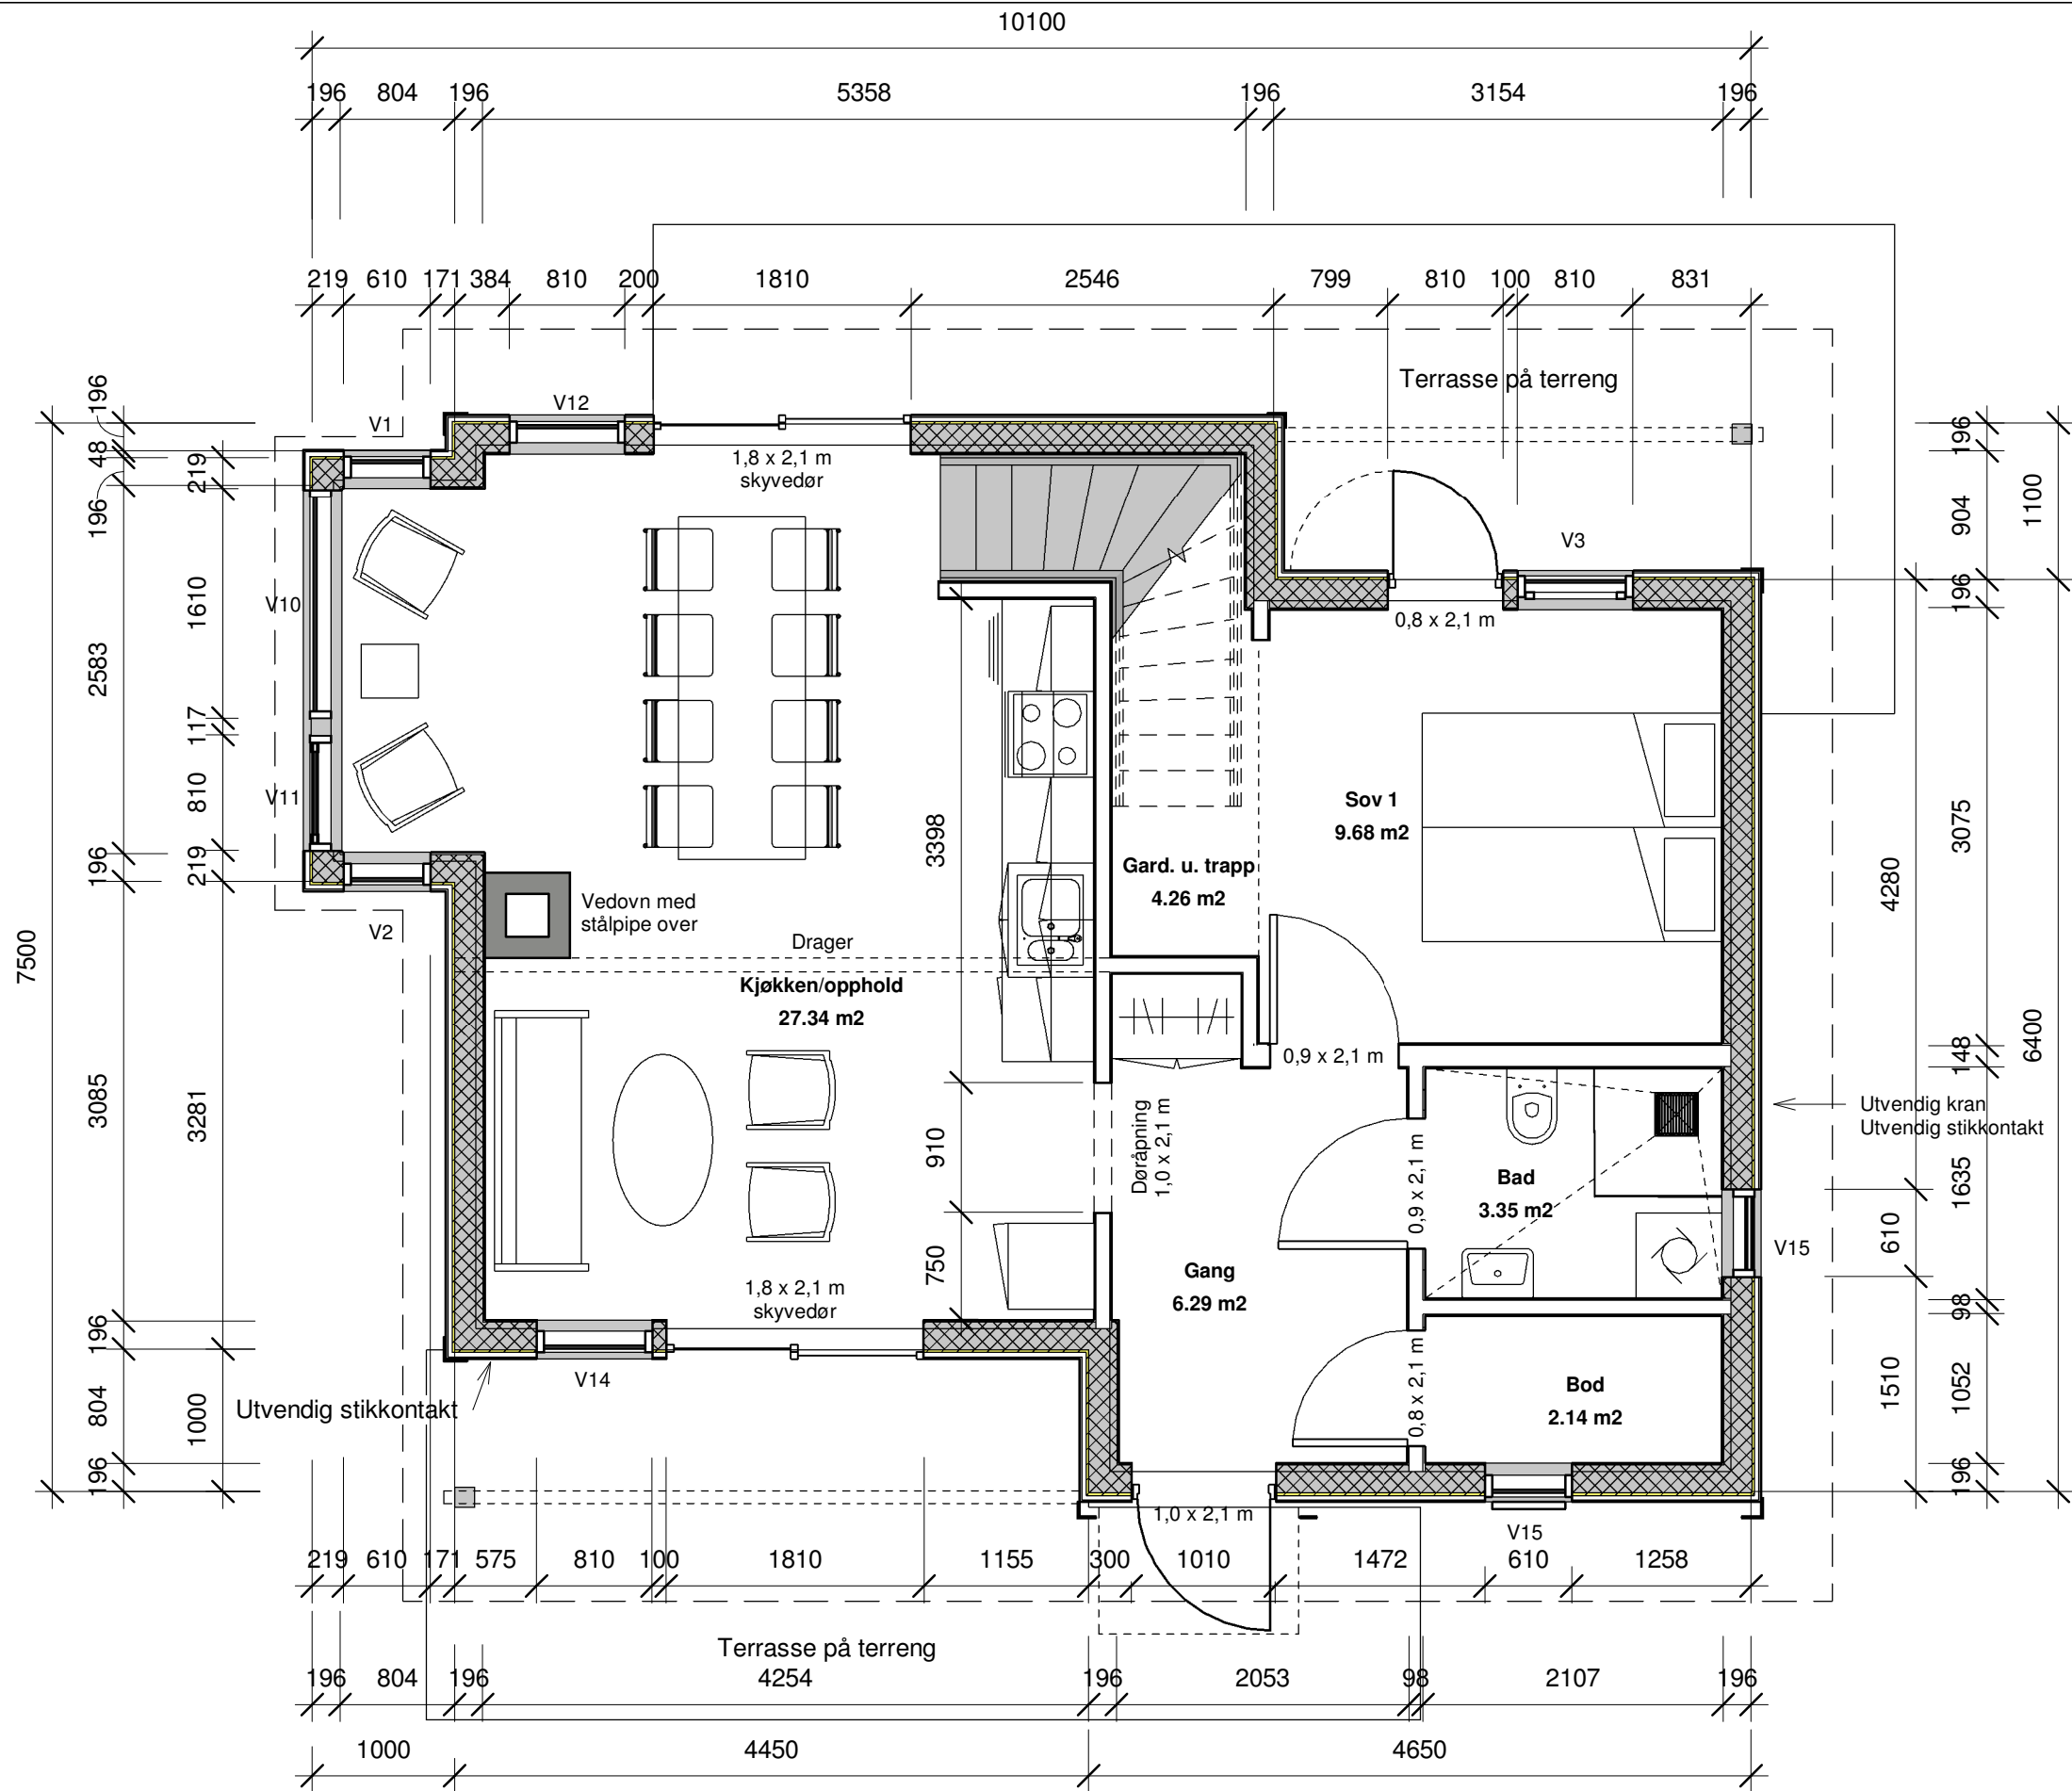 10100
196 804 196 5358 196 3154 196
219 610 171 384 810 200 1810 2546 799 810 100 810 831
Terrasse på terreng
V1
V12
1,8 x 2,1 m
skyvedør
V3
0,8 x 2,1 m
V10
V11
V2
7500
196
48
196
2583
196
3085
196
804
196
219
1610
117
810
219
3281
1000
Vedovn med
stålpipe over
Drager
Kjøkken/opphold
27.34 m2
3398
910
750
Gard. u. trapp
4.26 m2
Sov 1
9.68 m2
0,9 x 2,1 m
Døråpning
1,0 x 2,1 m
0,9 x 2,1 m
Bad
3.35 m2
Gang
6.29 m2
0,8 x 2,1 m
Bod
2.14 m2
1,8 x 2,1 m
skyvedør
V14
Utvendig stikkontakt
1,0 x 2,1 m
V15
V15
Utvendig kran
Utvendig stikkontakt
4280
610
1510
196
904
196
3075
148
1635
98
1052
196
1100
6400
219 610 171 575 810 100 1810 1155 300 1010 1472 610 1258
Terrasse på terreng
196 804 196 4254 196 2053 98 2107 196
1000 4450 4650